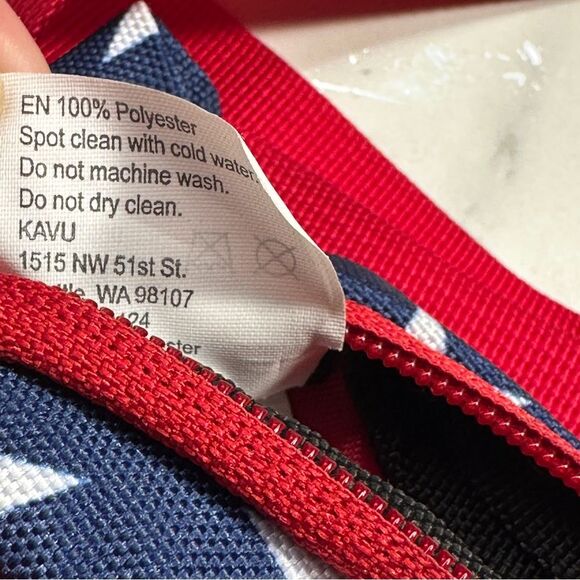 EN 100% Polyester
Spot clean with cold water.
Do not machine wash.
Do not dry clean.
KAVU
1515 NW 51st St.
WA 98107